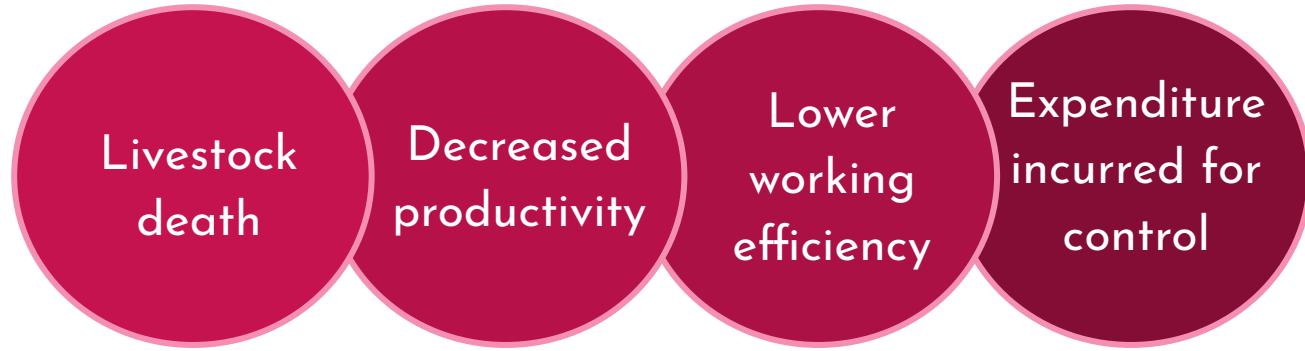 Livestock
death
Decreased
productivity
Lower
working
efficiency
Expenditure
incurred for
control